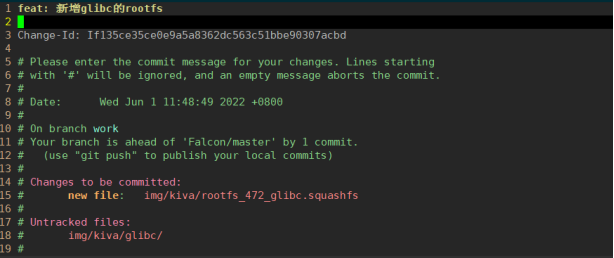 1 feat: 新增glibc的rootfs
2
3 Change-Id: If135ce35ce0e9a5a8362dc563c51bbe90307acbd
4
5 # Please enter the commit message for your changes. Lines starting
6 # with '#' will be ignored, and an empty message aborts the commit.
7 #
8 # Date:      Wed Jun 1 11:48:49 2022 +0800
9 #
10 # On branch work
11 # Your branch is ahead of 'Falcon/master' by 1 commit.
12 #   (use "git push" to publish your local commits)
13 #
14 # Changes to be committed:
15 #       new file:   img/kiva/rootfs_472_glibc.squashfs
16 #
17 # Untracked files:
18 #       img/kiva/glibc/
19 #